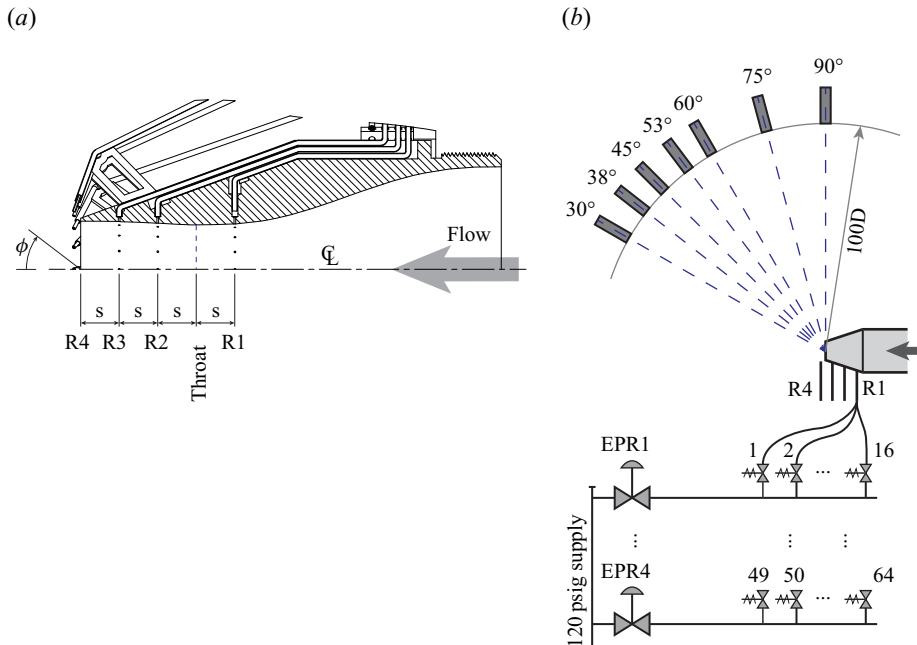 (a)
(b)
ϕ
Flow
℄
s s s s
R4 R3 R2 R1
Throat
30°
38°
45°
53°
60°
75°
90°
100D
R4 R1
EPR1
1 2 ... 16
...
... ...
EPR4
49 50 ... 64
120 psig supply